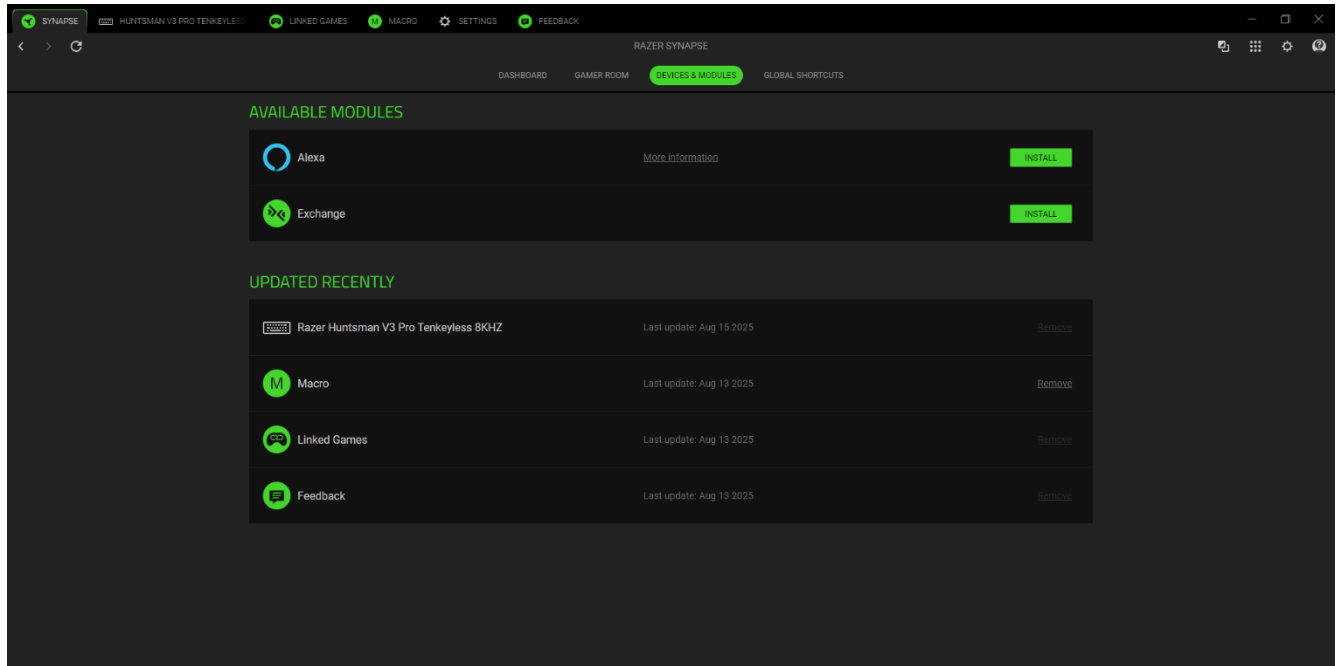 SYNAPSE HUNTSMAN V3 PRO TENKEYLESS LINKED GAMES M MACRO SETTINGS FEEDBACK
RAZER SYNAPSE
DASHBOARD GAMER ROOM DEVICES & MODULES GLOBAL SHORTCUTS
AVAILABLE MODULES
Alexa More information INSTALL
Exchange INSTALL
UPDATED RECENTLY
Razer Huntsman V3 Pro Tenkeyless 8KHZ Last update: Aug 15 2025 Remove
M Macro Last update: Aug 13 2025 Remove
Linked Games Last update: Aug 13 2025 Remove
Feedback Last update: Aug 13 2025 Remove